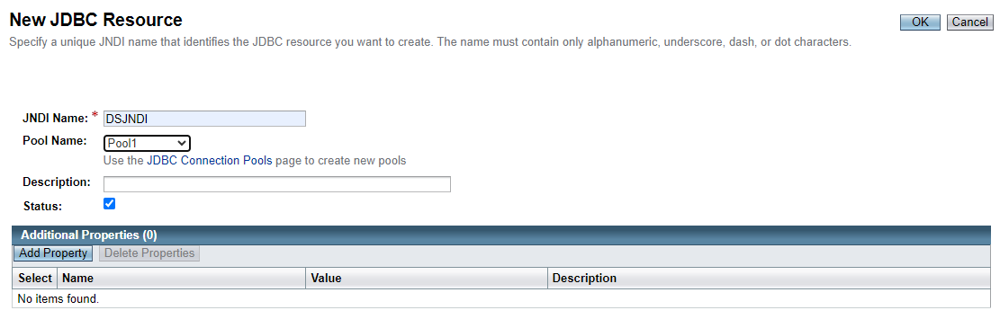 New JDBC Resource
OK Cancel
Specify a unique JNDI name that identifies the JDBC resource you want to create. The name must contain only alphanumeric, underscore, dash, or dot characters.
JNDI Name: * DSJNDI
Pool Name: Pool1
Use the JDBC Connection Pools page to create new pools
Description:
Status:
Additional Properties (0)
Add Property Delete Properties
Select Name Value Description
No items found.